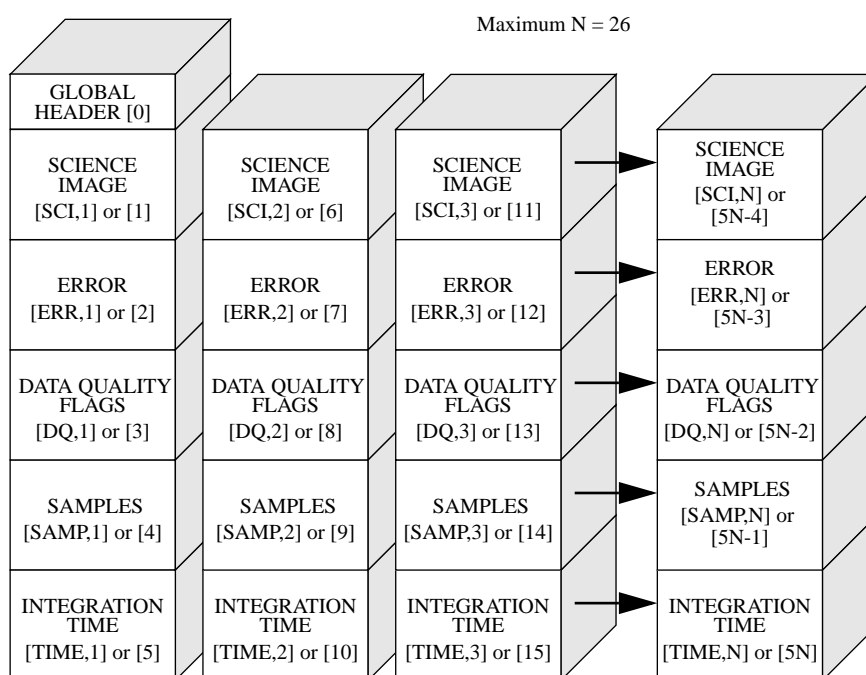 Maximum N = 26
GLOBAL
HEADER [0]
SCIENCE
IMAGE
[SCI,1] or [1]
ERROR
[ERR,1] or [2]
DATA QUALITY
FLAGS
[DQ,1] or [3]
SAMPLES
[SAMP,1] or [4]
INTEGRATION
TIME
[TIME,1] or [5]
SCIENCE
IMAGE
[SCI,2] or [6]
ERROR
[ERR,2] or [7]
DATA QUALITY
FLAGS
[DQ,2] or [8]
SAMPLES
[SAMP,2] or [9]
INTEGRATION
TIME
[TIME,2] or [10]
SCIENCE
IMAGE
[SCI,3] or [11]
ERROR
[ERR,3] or [12]
DATA QUALITY
FLAGS
[DQ,3] or [13]
SAMPLES
[SAMP,3] or [14]
INTEGRATION
TIME
[TIME,3] or [15]
SCIENCE
IMAGE
[SCI,N] or
[5N-4]
ERROR
[ERR,N] or
[5N-3]
DATA QUALITY
FLAGS
[DQ,N] or [5N-2]
SAMPLES
[SAMP,N] or
[5N-1]
INTEGRATION
TIME
[TIME,N] or [5N]